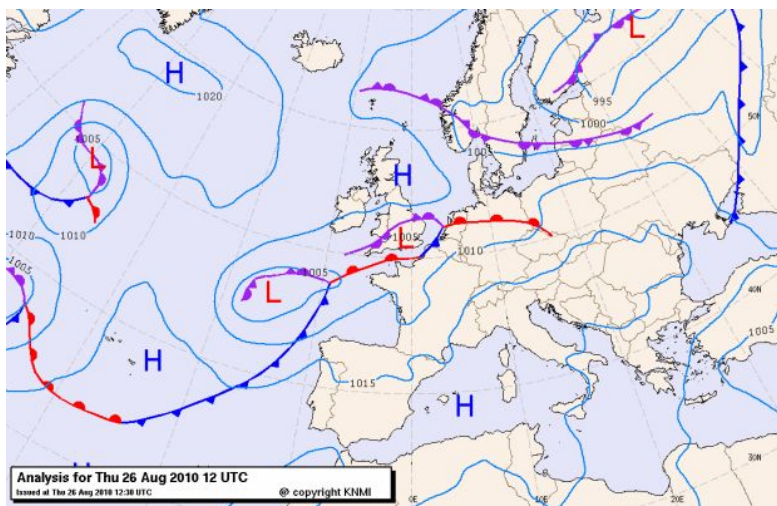 L
H
1020
995
1000
50N
1005
L
100
H
1010
1010
1005
L
1010
1005
1005
L
40N
H
1005
1015
H
30N
Analysis for Thu 26 Aug 2010 12 UTC
Issued at Thu 26 Aug 2010 12:30 UTC
@ copyright KNMI
0E
10E
20E